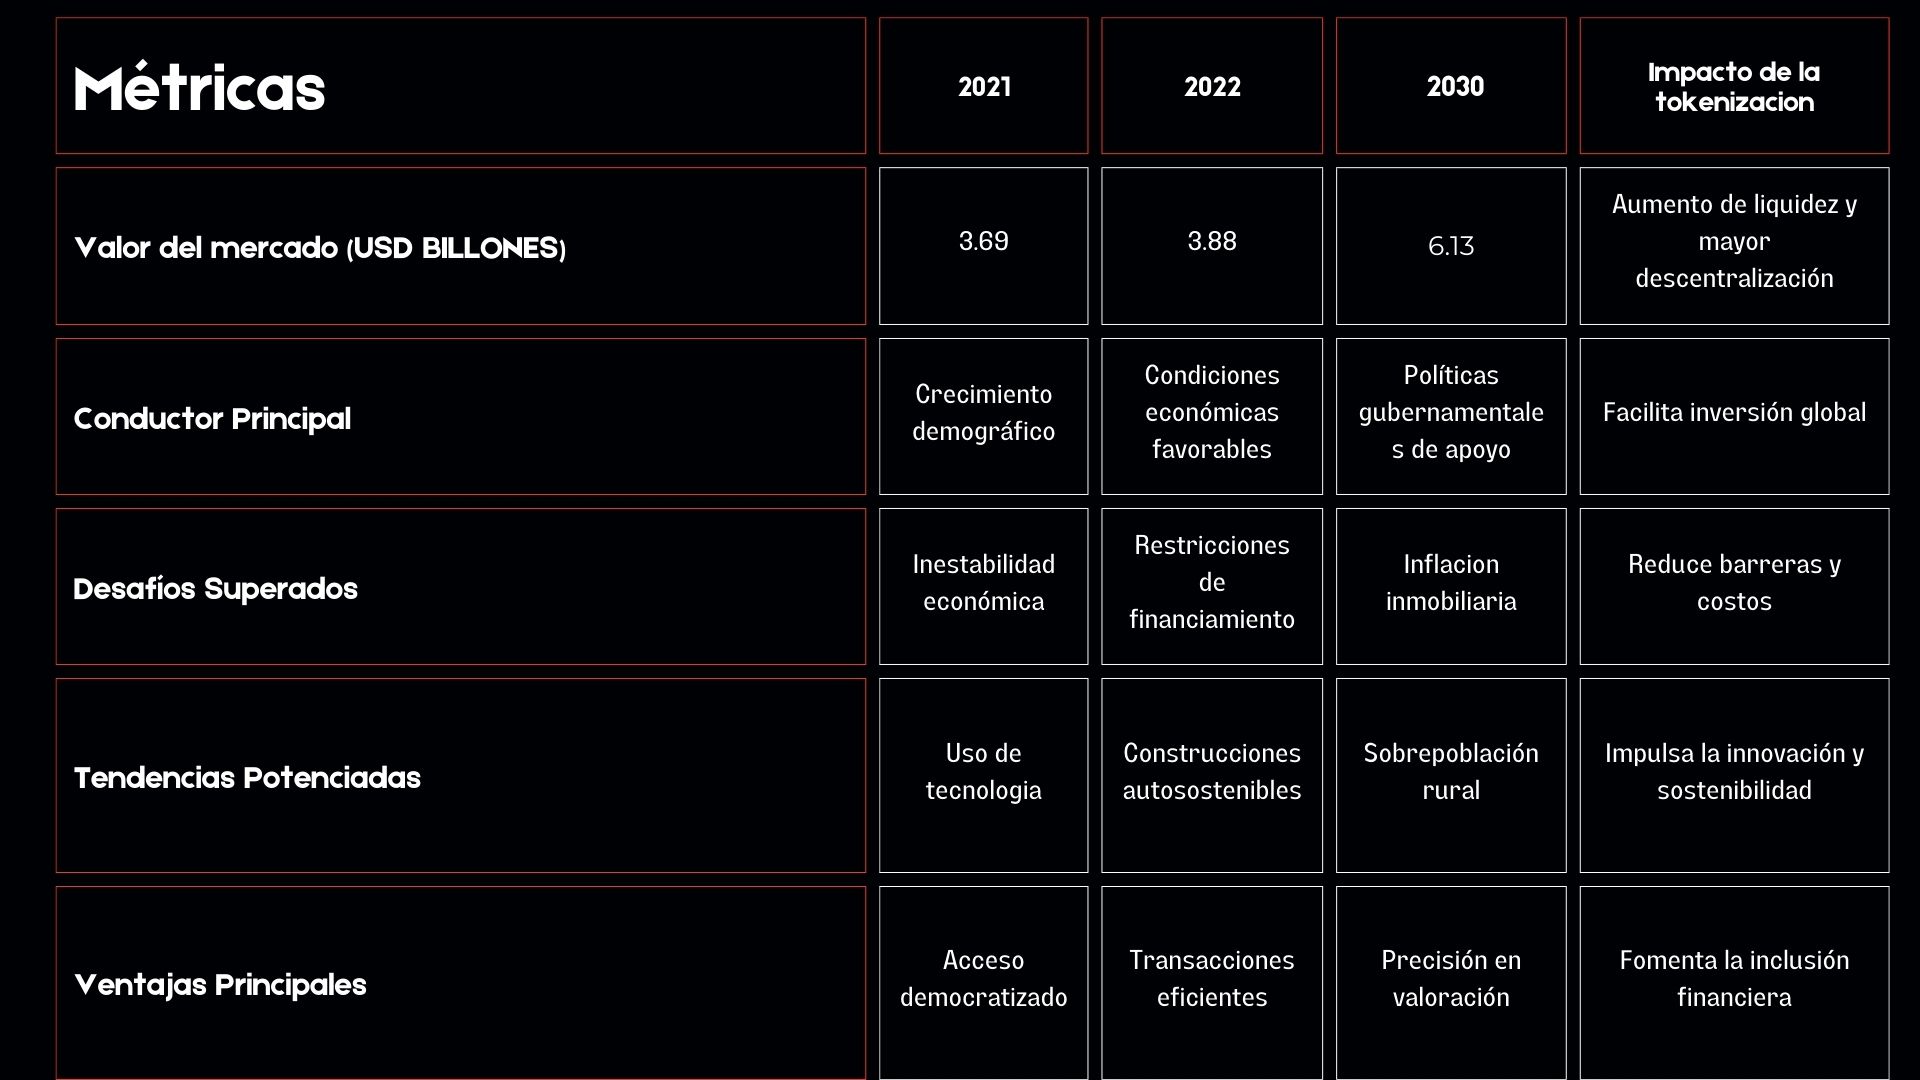 Métricas
2021
2022
2030
Impacto de la
tokenizacion
Valor del mercado (USD BILLONES)
3.69
3.88
6.13
Aumento de liquidez y
mayor
descentralización
Conductor Principal
Crecimiento
demográfico
Condiciones
económicas
favorables
Políticas
gubernamentale
s de apoyo
Facilita inversión global
Desafíos Superados
Inestabilidad
económica
Restricciones
de
financiamiento
Inflacion
inmobiliaria
Reduce barreras y
costos
Tendencias Potenciadas
Uso de
tecnologia
Construcciones
autosostenibles
Sobrepoblación
rural
Impulsa la innovación y
sostenibilidad
Ventajas Principales
Acceso
democratizado
Transacciones
eficientes
Precisión en
valoración
Fomenta la inclusión
financiera